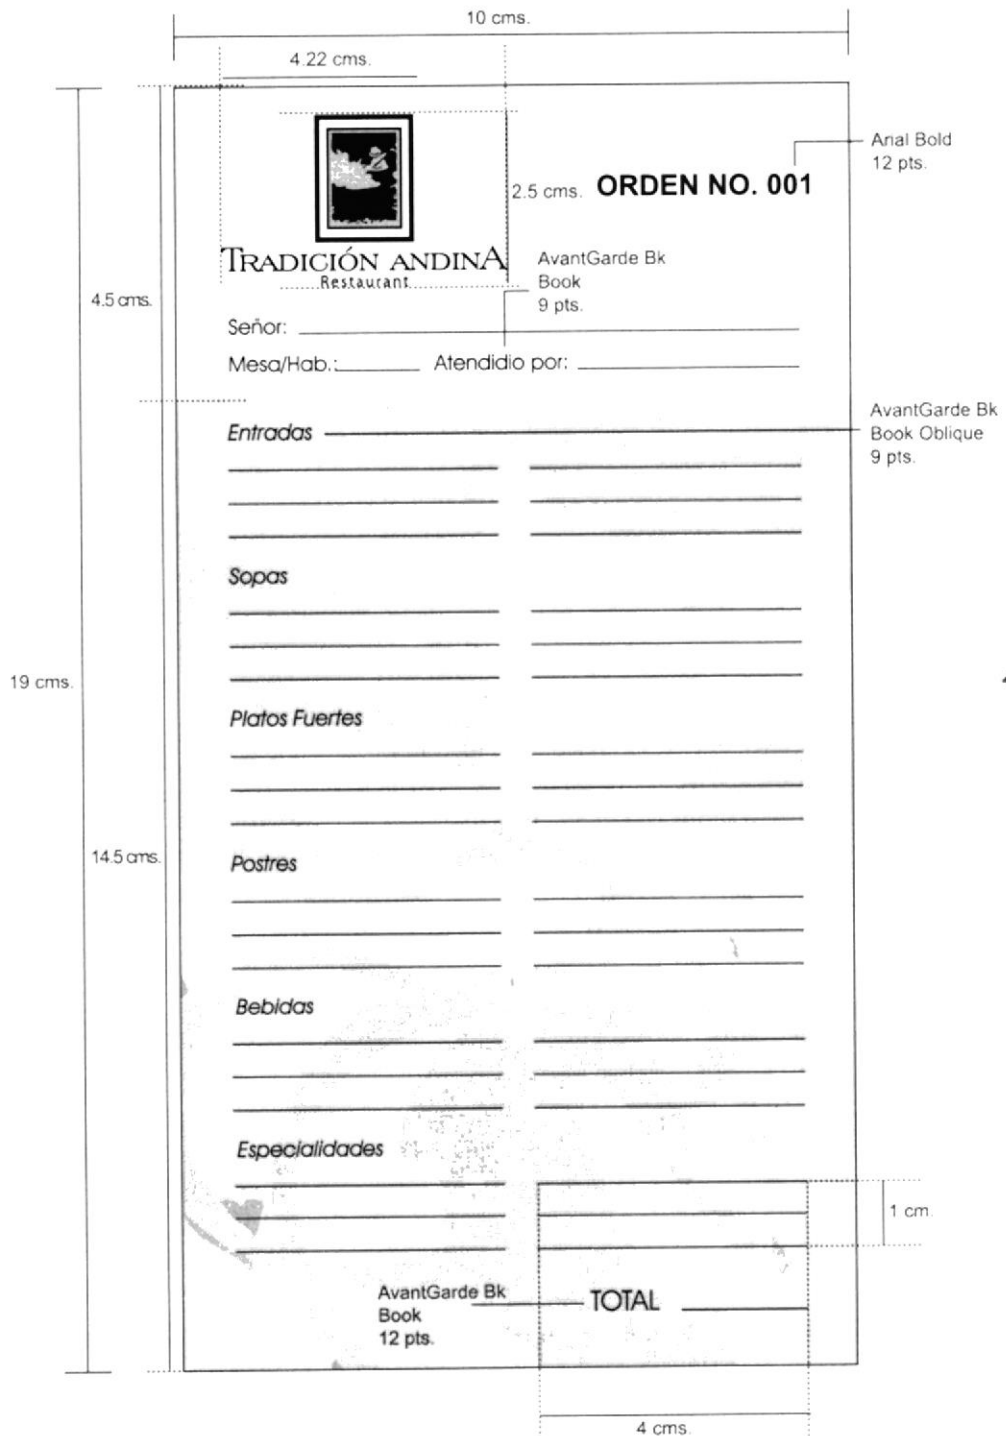 10 cms.
4.22 cms.
Arial Bold
12 pts.
2.5 cms.
ORDEN NO. 001
TRADICIÓN ANDINA
Restaurant
AvantGarde Bk
Book
9 pts.
4.5 cms.
Señor:
Mesa/Hab.:
Atendidio por:
AvantGarde Bk
Book Oblique
9 pts.
Entradas
Sopas
19 cms.
Platos Fuertes
14.5 cms.
Postres
Bebidas
Especialidades
1 cm.
AvantGarde Bk
Book
12 pts.
TOTAL
4 cms.